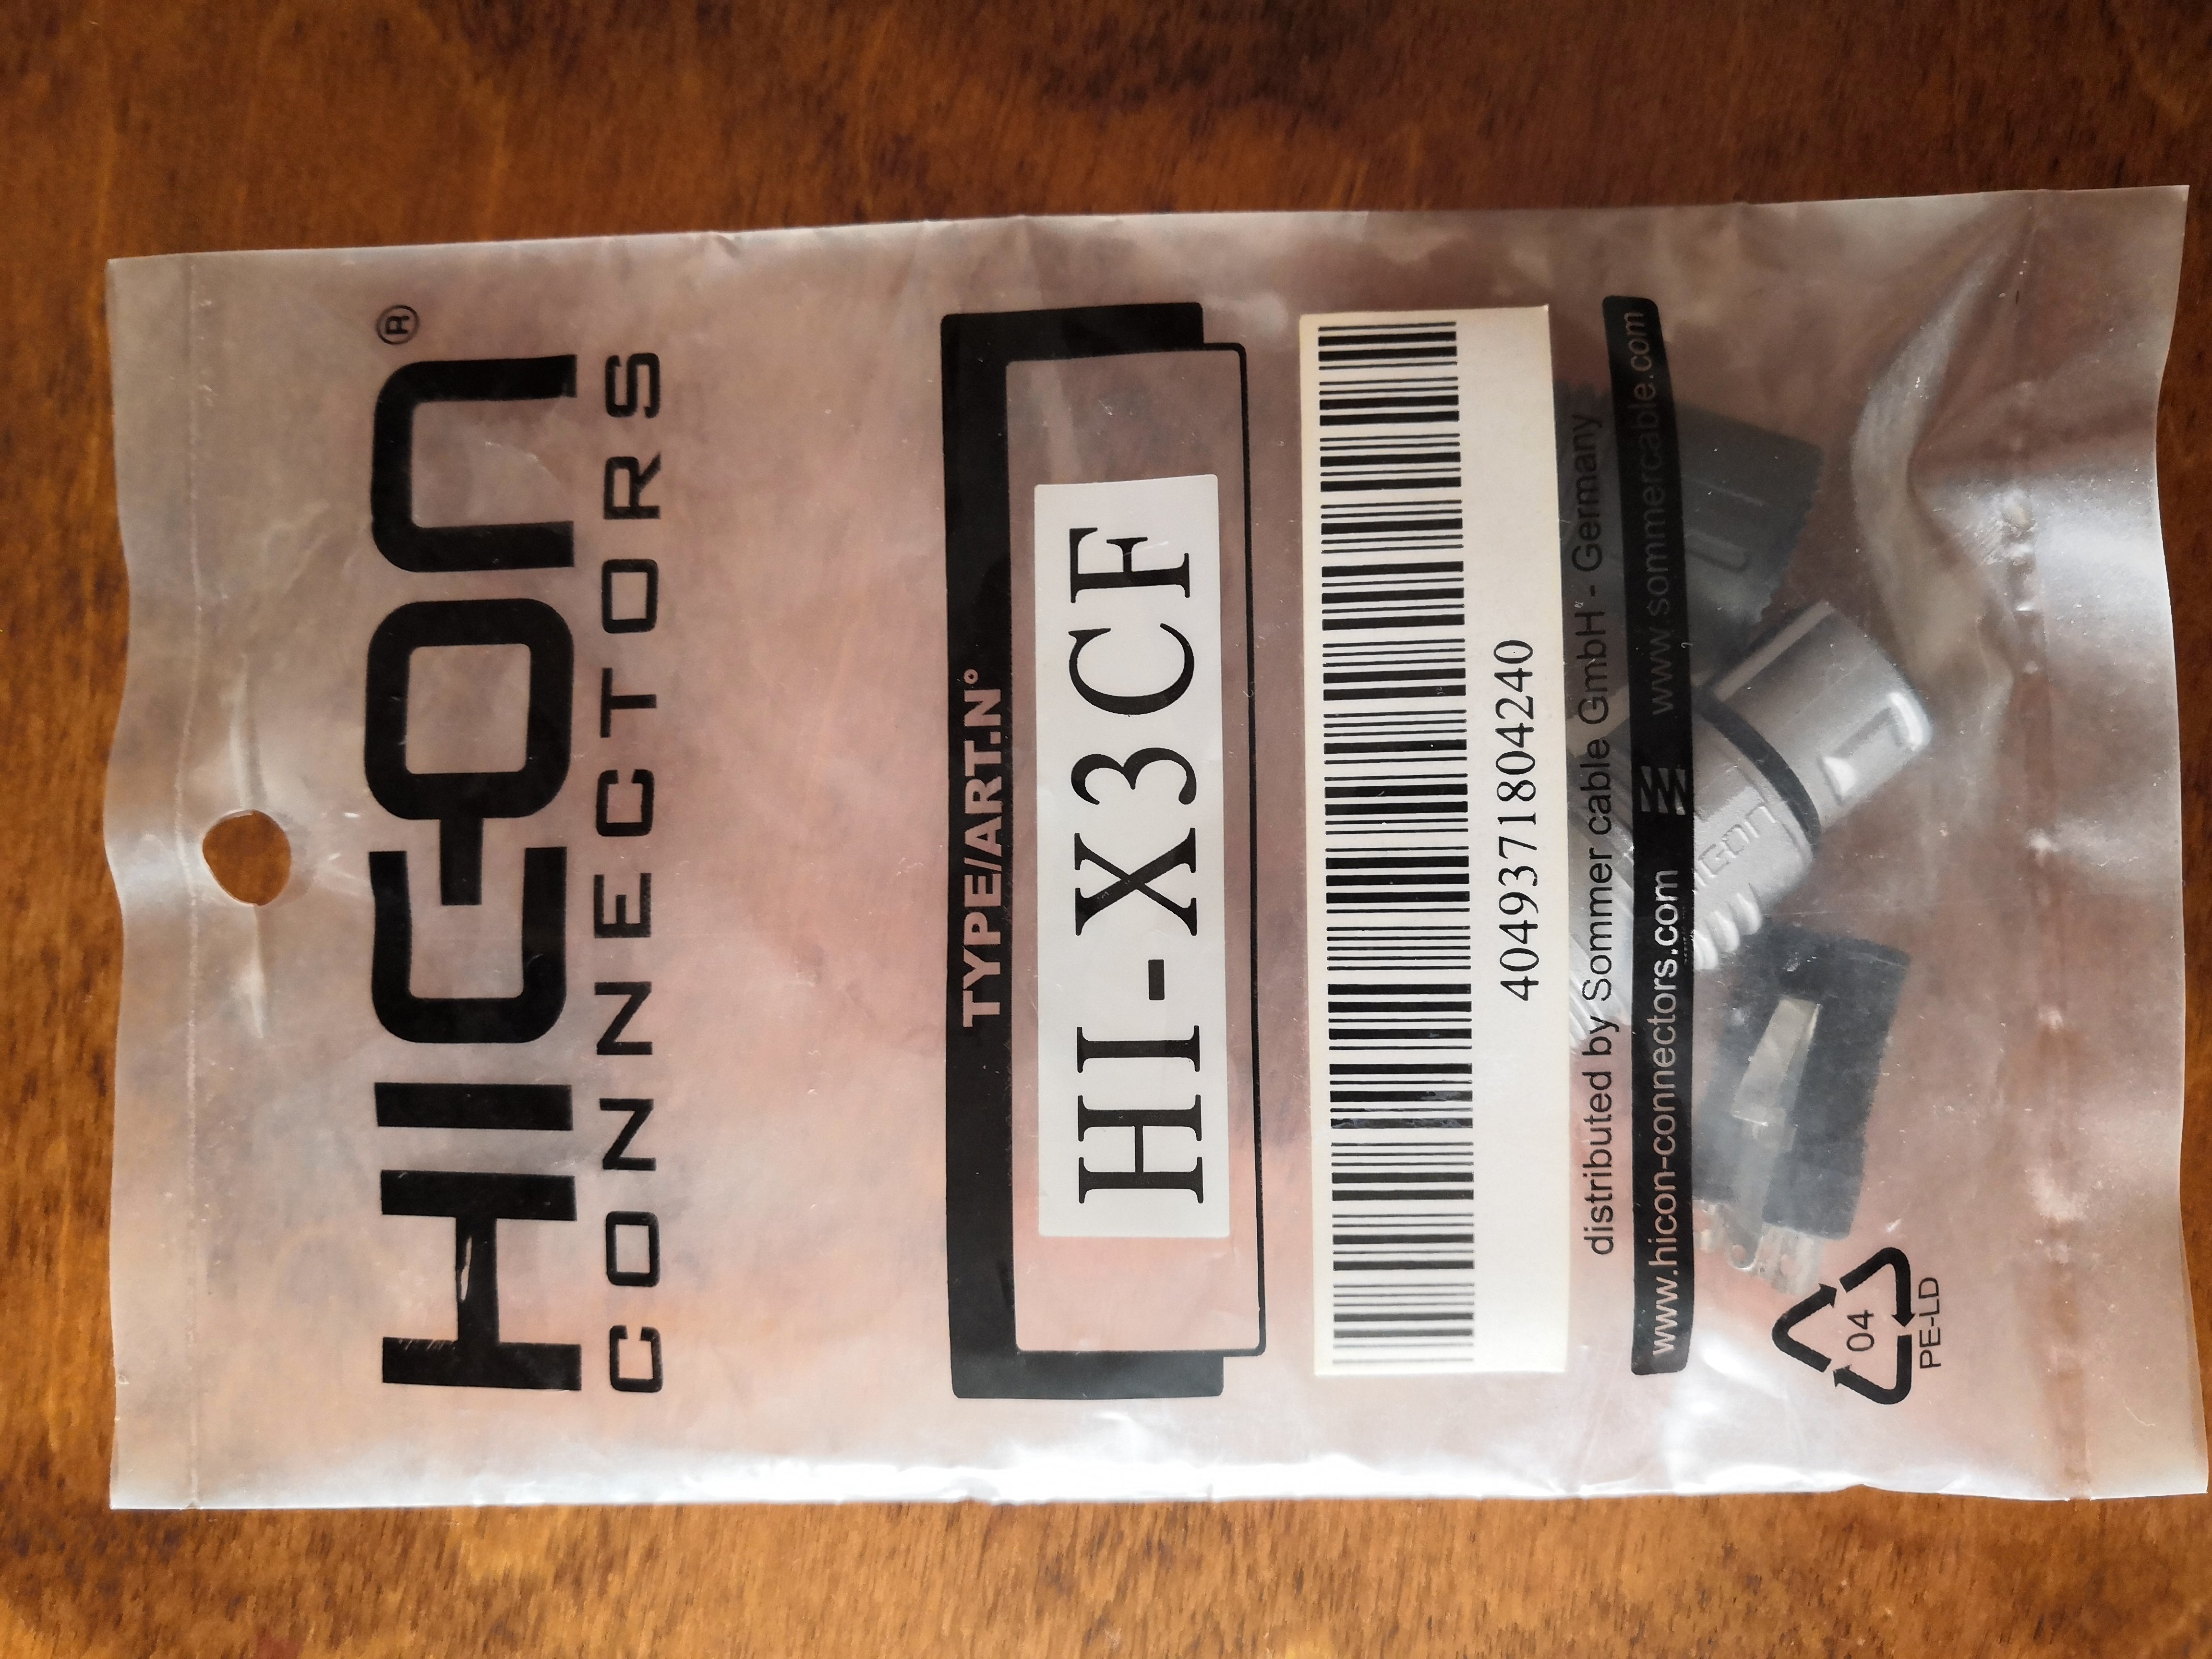 HICON®
CONNECTORS
TYPE/ART.N°
HI-X3CF
4049371804240
distributed by Sommer cable GmbH - Germany
www.hicon-connectors.com www.sommercable.com
HICON
04
PE-LD